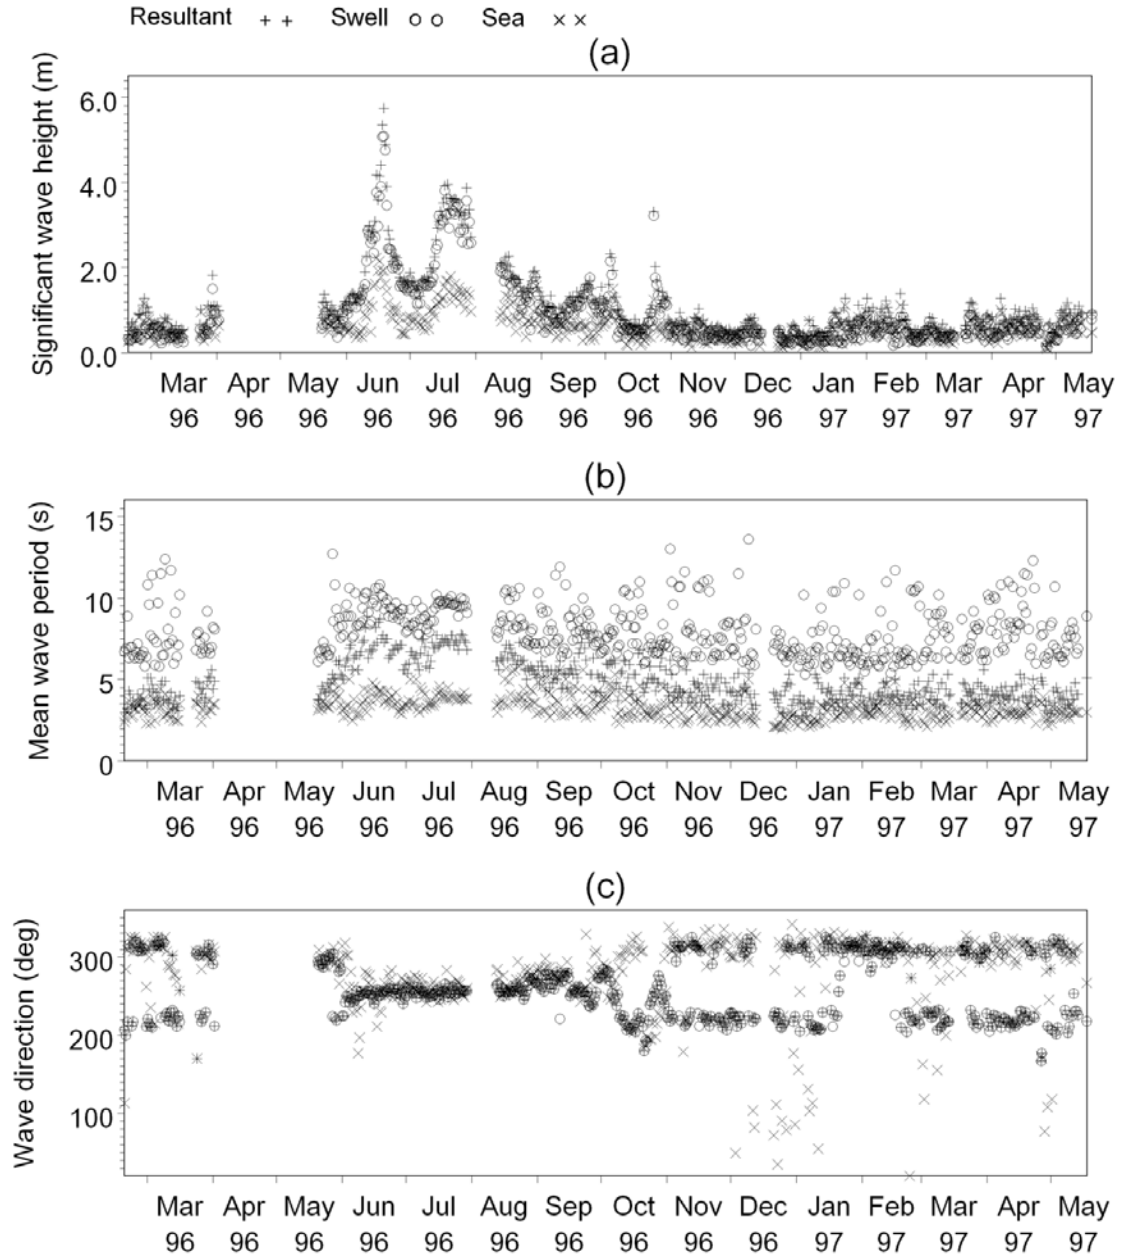 Resultant + + Swell o o Sea × ×
(a)
Significant wave height (m)
6.0
4.0
2.0
0.0
Mar Apr May Jun Jul Aug Sep Oct Nov Dec Jan Feb Mar Apr May
96 96 96 96 96 96 96 96 96 96 97 97 97 97 97
(b)
Mean wave period (s)
15
10
5
0
Mar Apr May Jun Jul Aug Sep Oct Nov Dec Jan Feb Mar Apr May
96 96 96 96 96 96 96 96 96 96 97 97 97 97 97
(c)
Wave direction (deg)
300
200
100
Mar Apr May Jun Jul Aug Sep Oct Nov Dec Jan Feb Mar Apr May
96 96 96 96 96 96 96 96 96 96 97 97 97 97 97